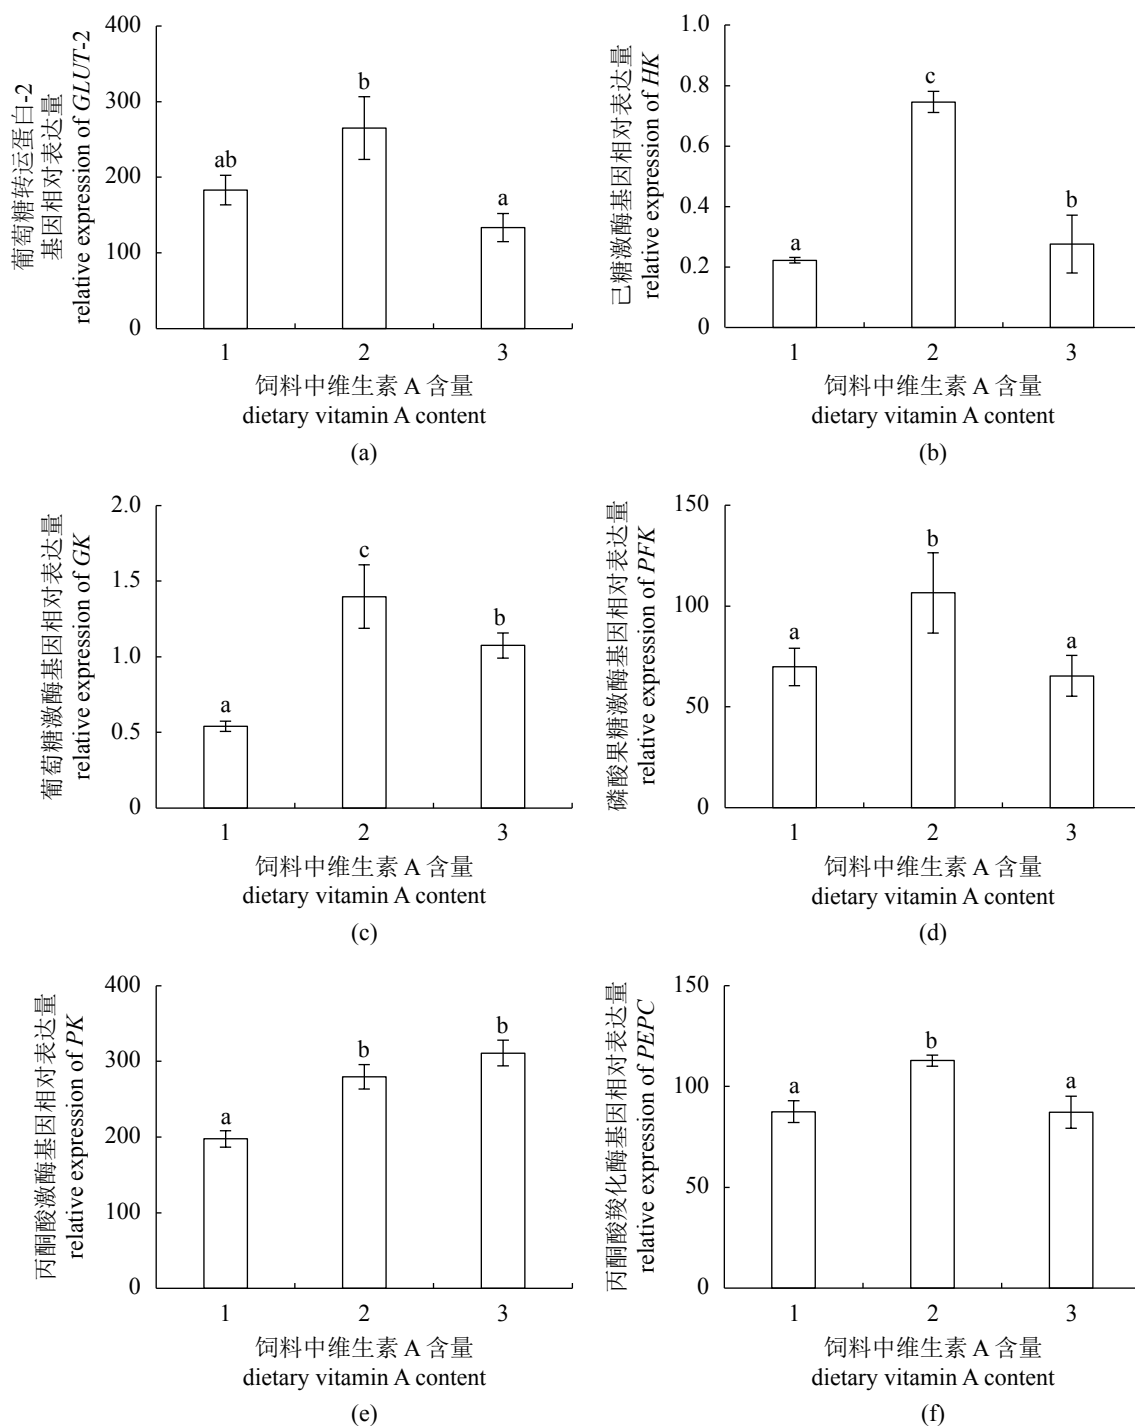 葡萄糖转运蛋白-2
基因相对表达量
relative expression of GLUT-2
400
300
200
100
0
ab
b
a
1 2 3
饲料中维生素 A 含量
dietary vitamin A content
(a)
己糖激酶基因相对表达量
relative expression of HK
1.0
0.8
0.6
0.4
0.2
0
a
c
b
1 2 3
饲料中维生素 A 含量
dietary vitamin A content
(b)
葡萄糖激酶基因相对表达量
relative expression of GK
2.0
1.5
1.0
0.5
0
a
c
b
1 2 3
饲料中维生素 A 含量
dietary vitamin A content
(c)
磷酸果糖激酶基因相对表达量
relative expression of PFK
150
100
50
0
a
b
a
1 2 3
饲料中维生素 A 含量
dietary vitamin A content
(d)
丙酮酸激酶基因相对表达量
relative expression of PK
400
300
200
100
0
a
b
b
1 2 3
饲料中维生素 A 含量
dietary vitamin A content
(e)
丙酮酸羧化酶基因相对表达量
relative expression of PEPC
150
100
50
0
a
b
a
1 2 3
饲料中维生素 A 含量
dietary vitamin A content
(f)